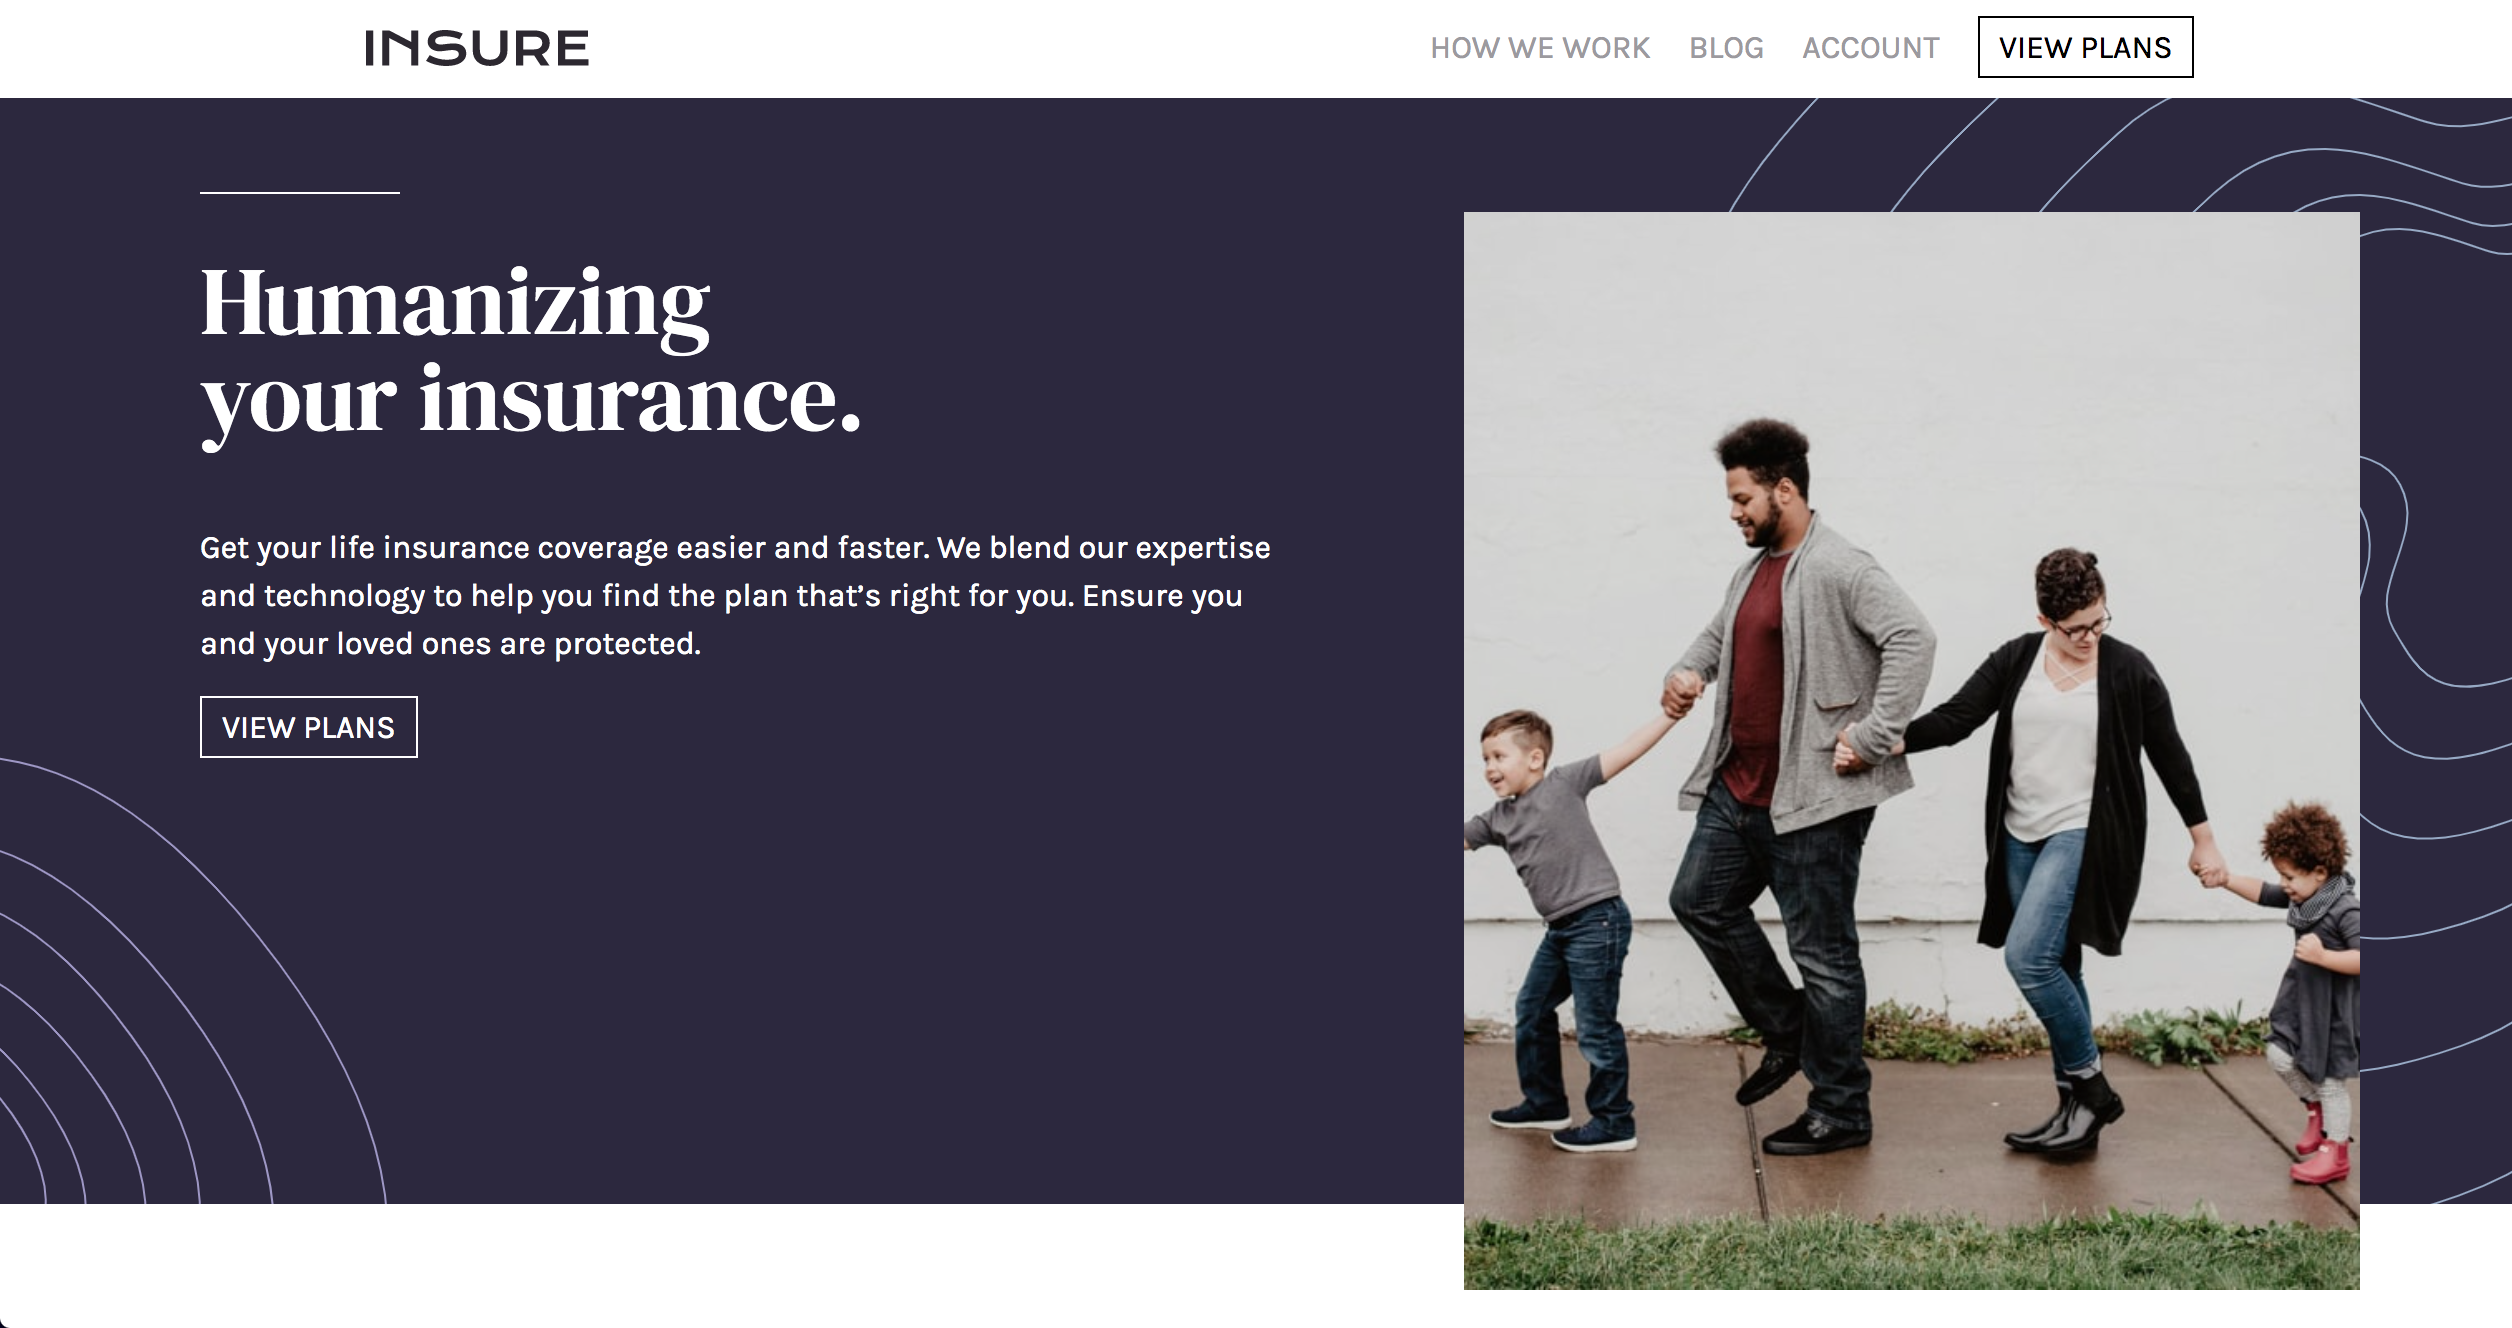 INSURE
HOW WE WORK BLOG ACCOUNT VIEW PLANS
Humanizing
your insurance.
Get your life insurance coverage easier and faster. We blend our expertise
and technology to help you find the plan that’s right for you. Ensure you
and your loved ones are protected.
VIEW PLANS